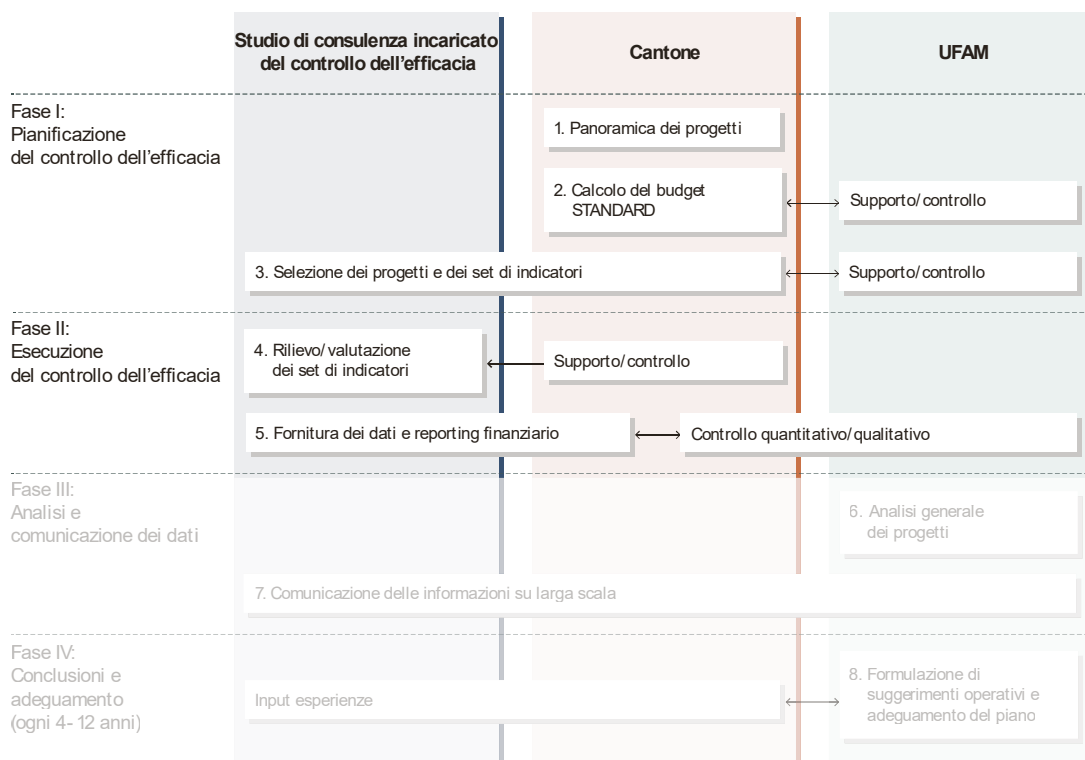 Studio di consulenza incaricato
del controllo dell'efficacia
Cantone
UFAM
Fase I:
Pianificazione
del controllo dell'efficacia
1. Panoramica dei progetti
2. Calcolo del budget
STANDARD
Supporto/controllo
3. Selezione dei progetti e dei set di indicatori
Supporto/controllo
Fase II:
Esecuzione
del controllo dell'efficacia
4. Rilievo/valutazione
dei set di indicatori
Supporto/controllo
5. Fornitura dei dati e reporting finanziario
Controllo quantitativo/qualitativo
Fase III:
Analisi e
comunicazione dei dati
6. Analisi generale
dei progetti
7. Comunicazione delle informazioni su larga scala
Fase IV:
Conclusioni e
adeguamento
(ogni 4-12 anni)
Input esperienze
8. Formulazione di
suggerimenti operativi e
adeguamento del piano